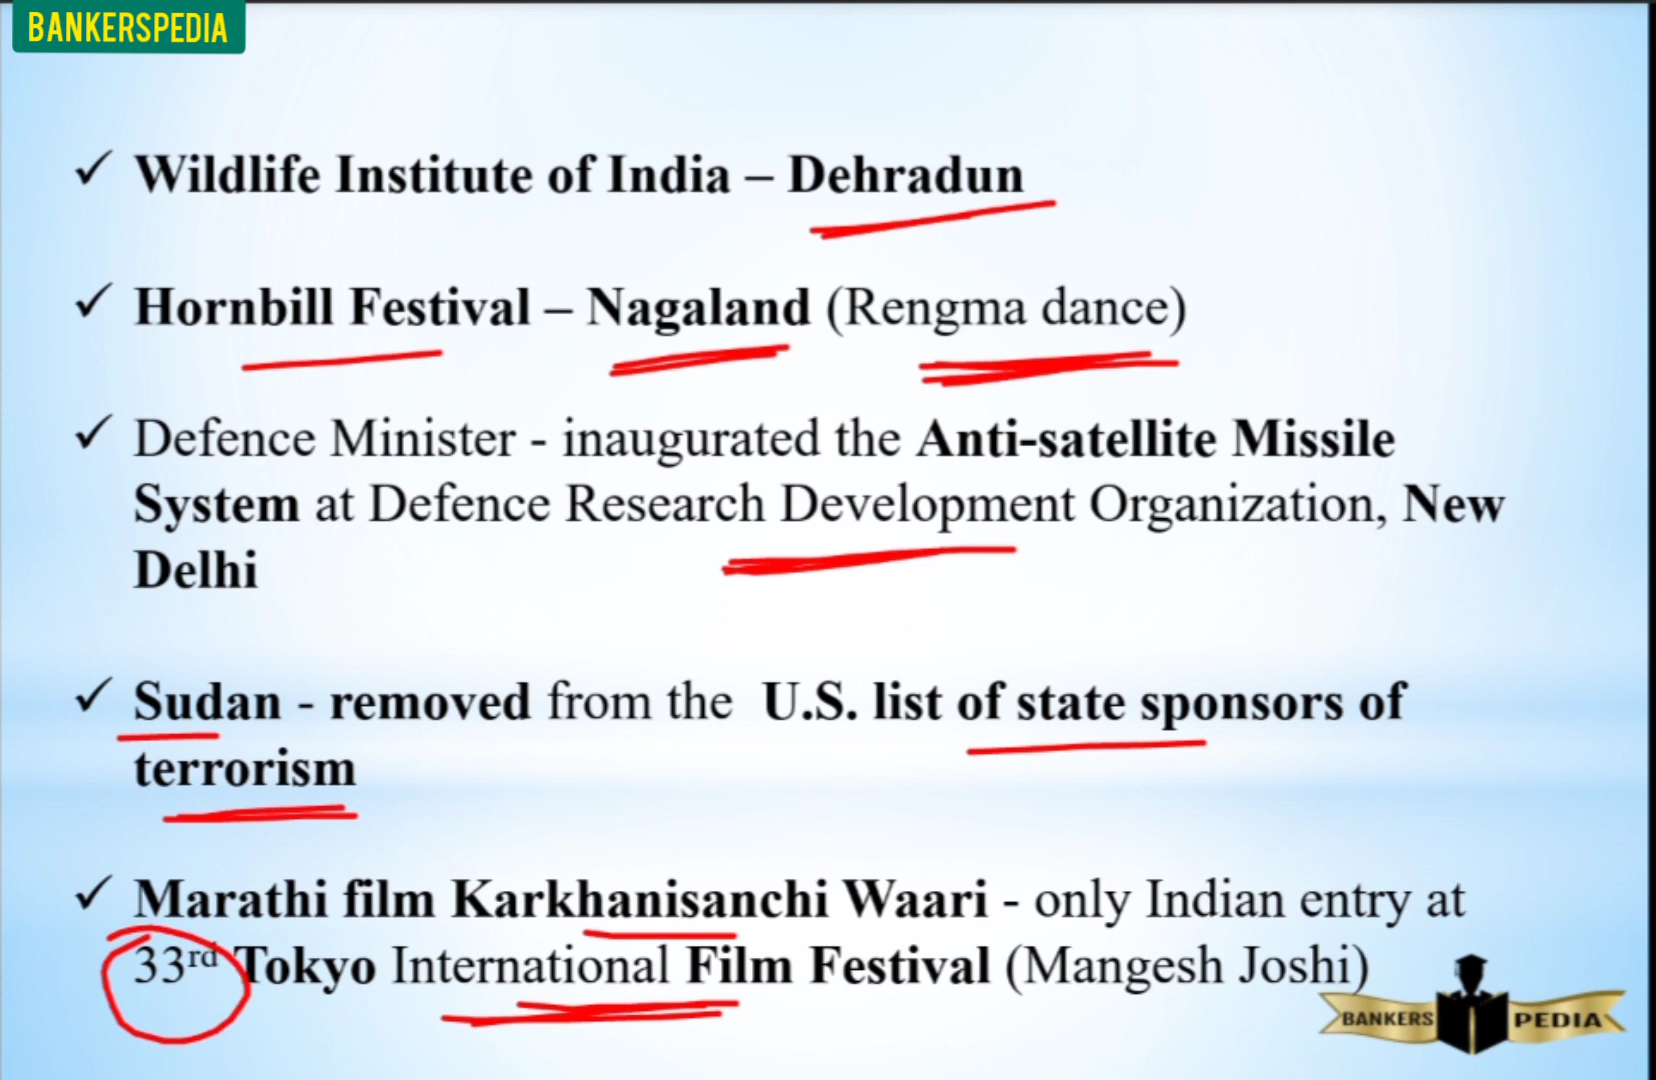 BANKERSPEDIA
✓ Wildlife Institute of India – Dehradun
✓ Hornbill Festival – Nagaland (Rengma dance)
✓ Defence Minister - inaugurated the Anti-satellite Missile
System at Defence Research Development Organization, New
Delhi
✓ Sudan - removed from the U.S. list of state sponsors of
terrorism
✓ Marathi film Karkhanisanchi Waari - only Indian entry at
33rd Tokyo International Film Festival (Mangesh Joshi)
BANKERS PEDIA